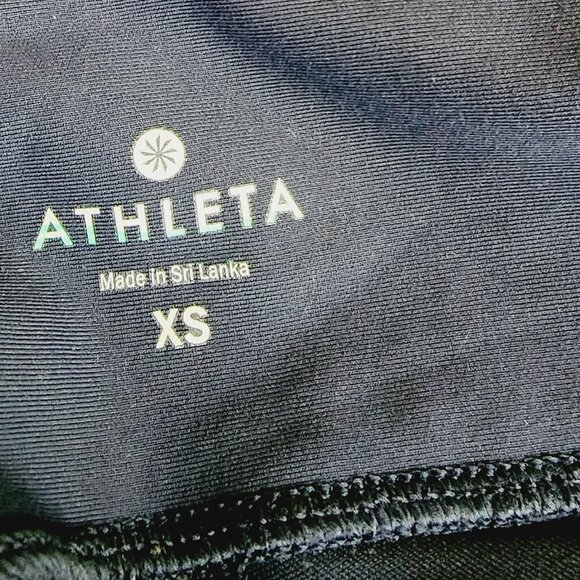 ATHLETA
Made In Sri Lanka
XS